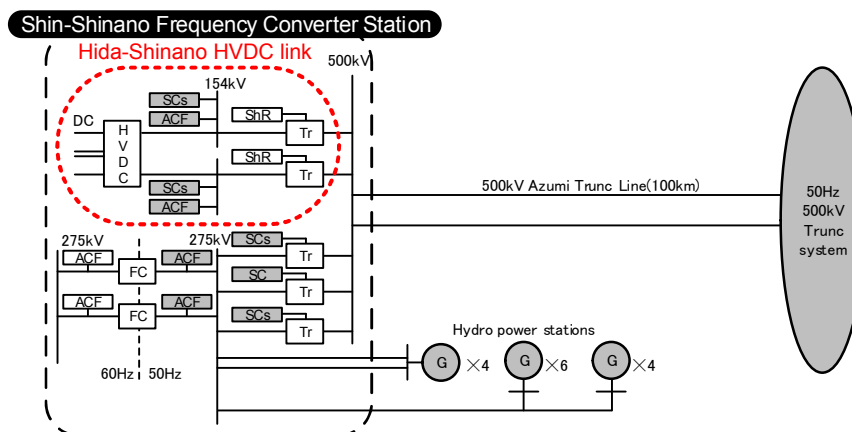 Shin-Shinano Frequency Converter Station
Hida-Shinano HVDC link
500kV
154kV
SCs
ACF
ShR
DC
H
V
D
C
Tr
ShR
Tr
SCs
ACF
500kV Azumi Trunc Line(100km)
50Hz
500kV
Trunc
system
275kV
275kV
SCs
ACF
FC
ACF
Tr
SC
Tr
ACF
FC
ACF
SCs
Tr
Hydro power stations
G ×4
G ×6
G ×4
60Hz
50Hz